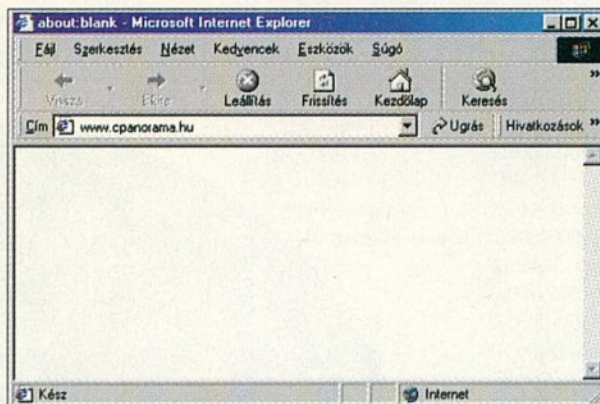 about:blank - Microsoft Internet Explorer
Fájl Szerkesztés Nézet Kedvencek Eszközök Súgó
Vissza Előre Leállítás Frissítés Kezdőlap Keresés »
Cím www.cpanorama.hu Ugrás Hivatkozások »
Kész Internet